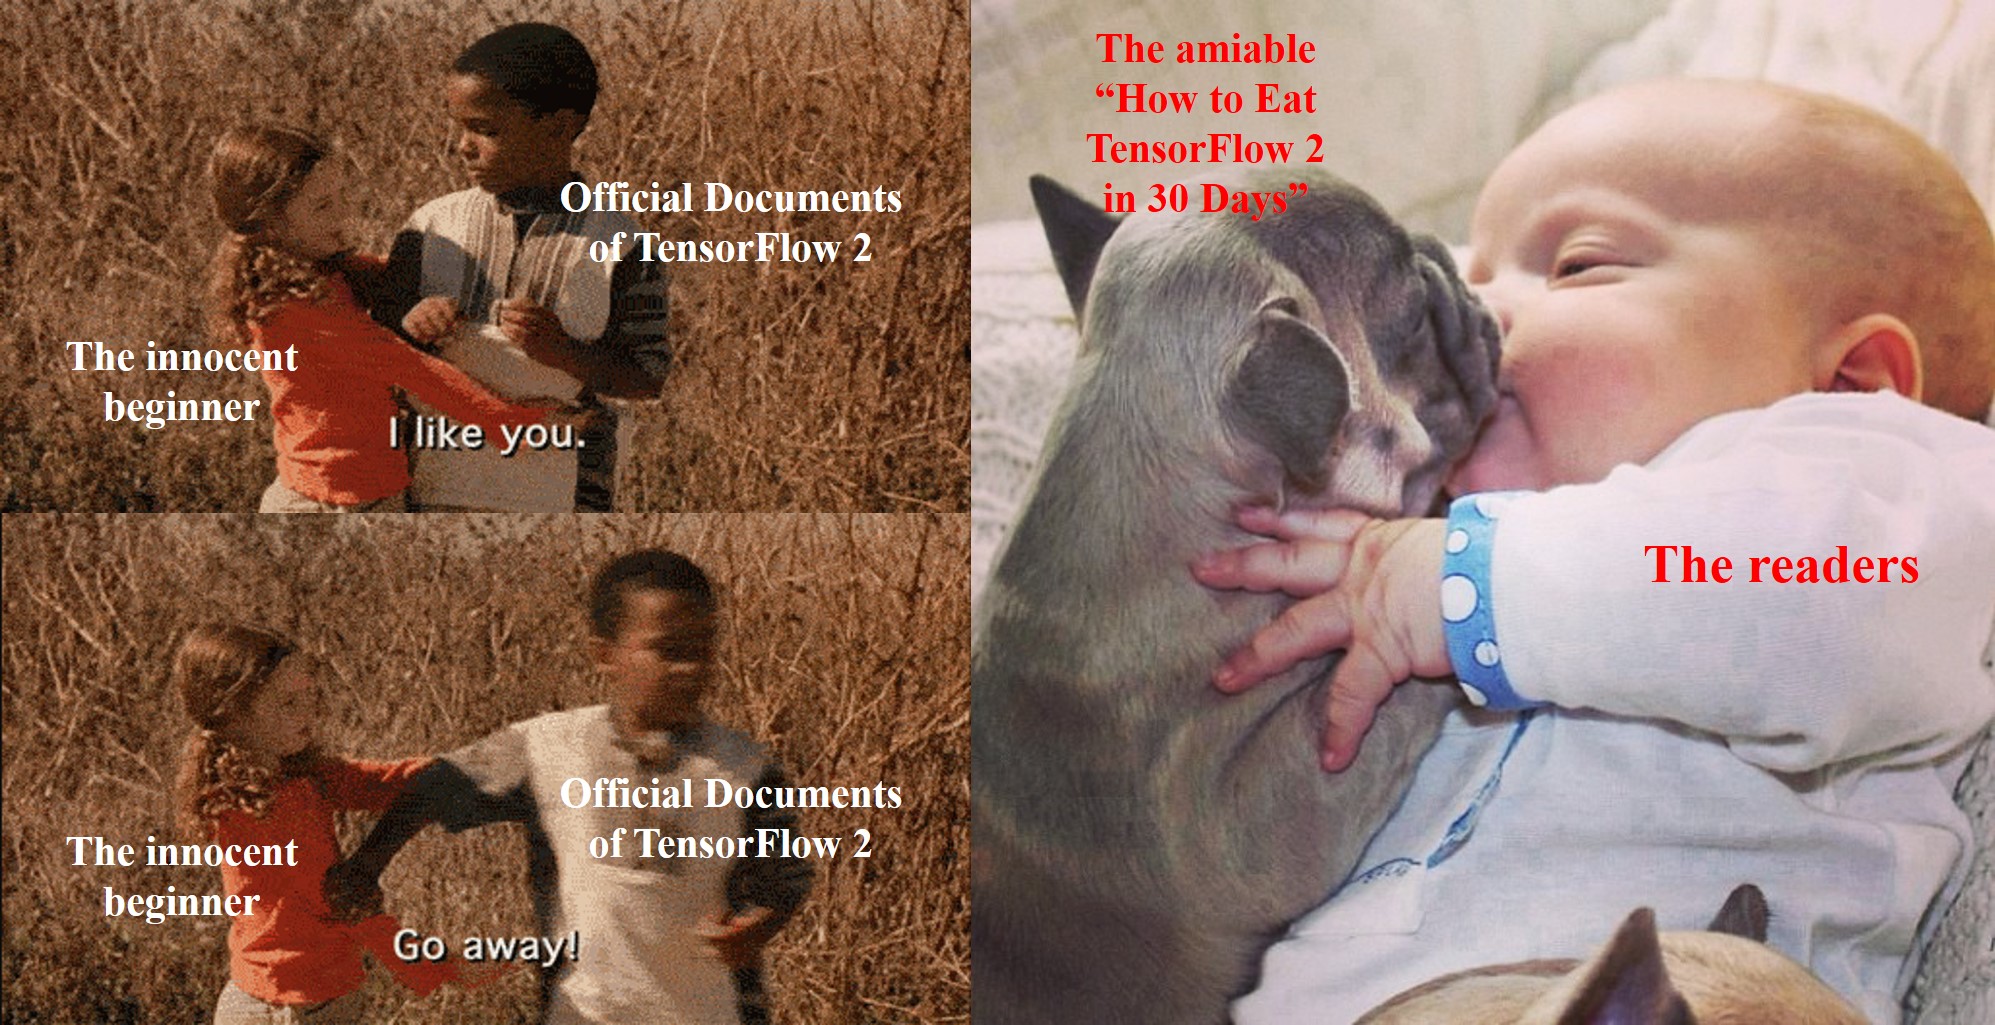 Official Documents
of TensorFlow 2
The innocent
beginner
I like you.
Official Documents
of TensorFlow 2
The innocent
beginner
Go away!
The amiable
“How to Eat
TensorFlow 2
in 30 Days”
The readers